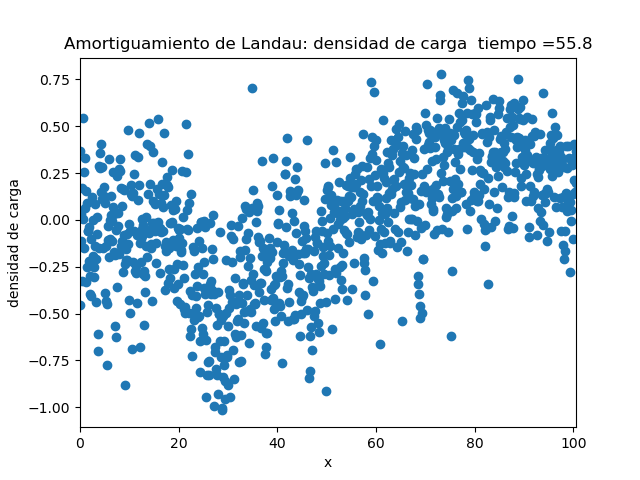 Amortiguamiento de Landau: densidad de carga  tiempo =55.8
densidad de carga
0.75
0.50
0.25
0.00
−0.25
−0.50
−0.75
−1.00
0 20 40 60 80 100
x